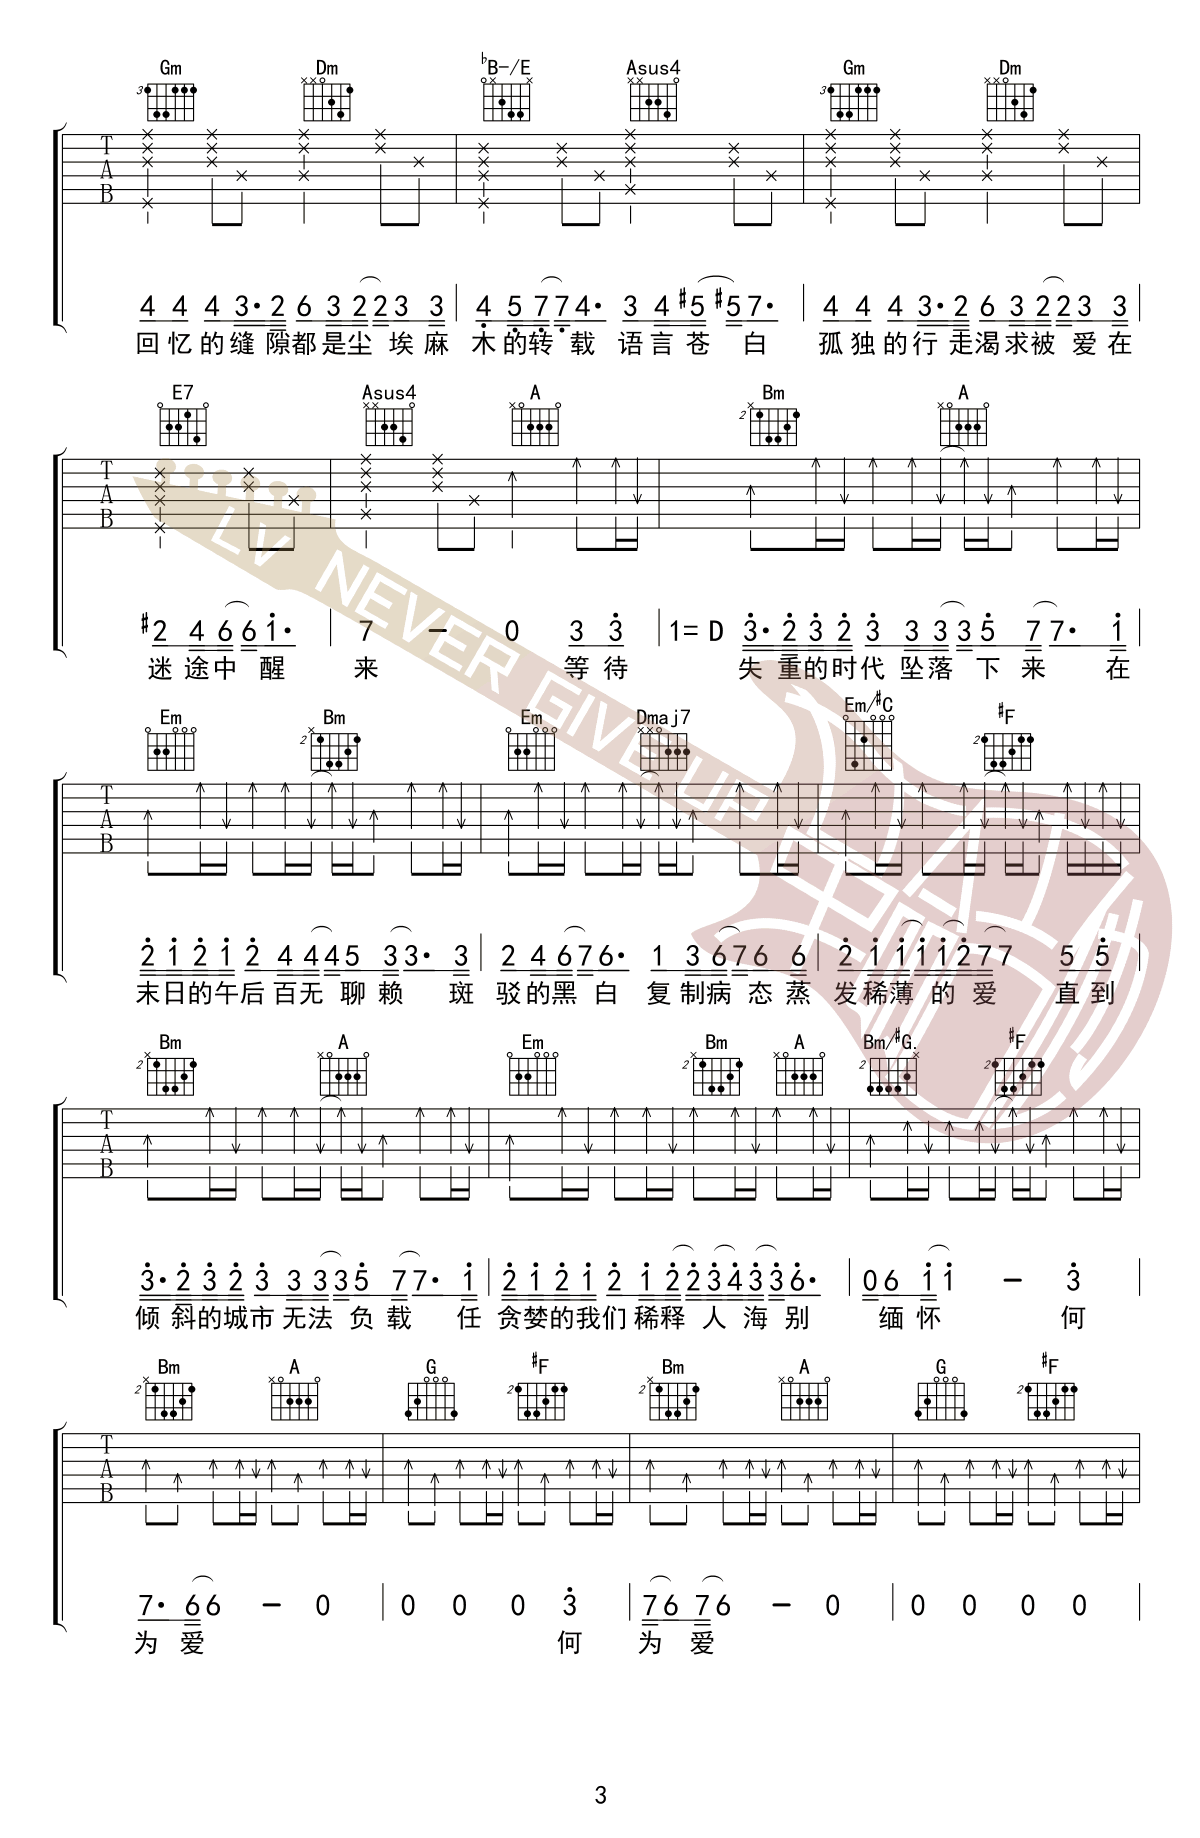 Gm Dm ♭B-/E Asus4 Gm Dm
3 3
T A B
4 4 4 3· 2 6 3 2 2 3 3 | 4 5 7 7 4· 3 4 #5 #5 7· | 4 4 4 3· 2 6 3 2 2 3 3
回忆的缝隙都是尘埃麻木的转载语言苍白孤独的行走渴求被爱在
E7 Asus4 A Bm A
2
T A B
#2 4 6 6 1· | 7 - 0 3 3 | 1=D 3· 2 3 2 3 3 3 3 5 7 7· 1
迷途中醒来 等待 失重的时代坠落下来 在
Em Bm Em Dmaj7 Em/#C #F
2 2
T A B
2 1 2 1 2 4 4 4 5 3 3· 3 | 2 4 6 7 6· 1 3 6 7 6 6 | 2 1 1 1 1 2 7 7 5 5
末日的午后百无聊赖 斑驳的黑白复制病态蒸发稀薄的爱 直到
Bm A Em Bm A Bm/#G. #F
2 2 2 2
T A B
3· 2 3 2 3 3 3 3 5 7 7· 1 | 2 1 2 1 2 1 2 2 3 4 3 3 6· | 0 6 1 1 - 3
倾斜的城市无法负载 任贪婪的我们稀释人海别缅怀 何
Bm A G #F Bm A G #F
2 2 2 2
T A B
7· 6 6 - 0 | 0 0 0 3 | 7 6 7 6 - 0 | 0 0 0 0
为爱 何为爱
LV NEVER GIVE UP
3